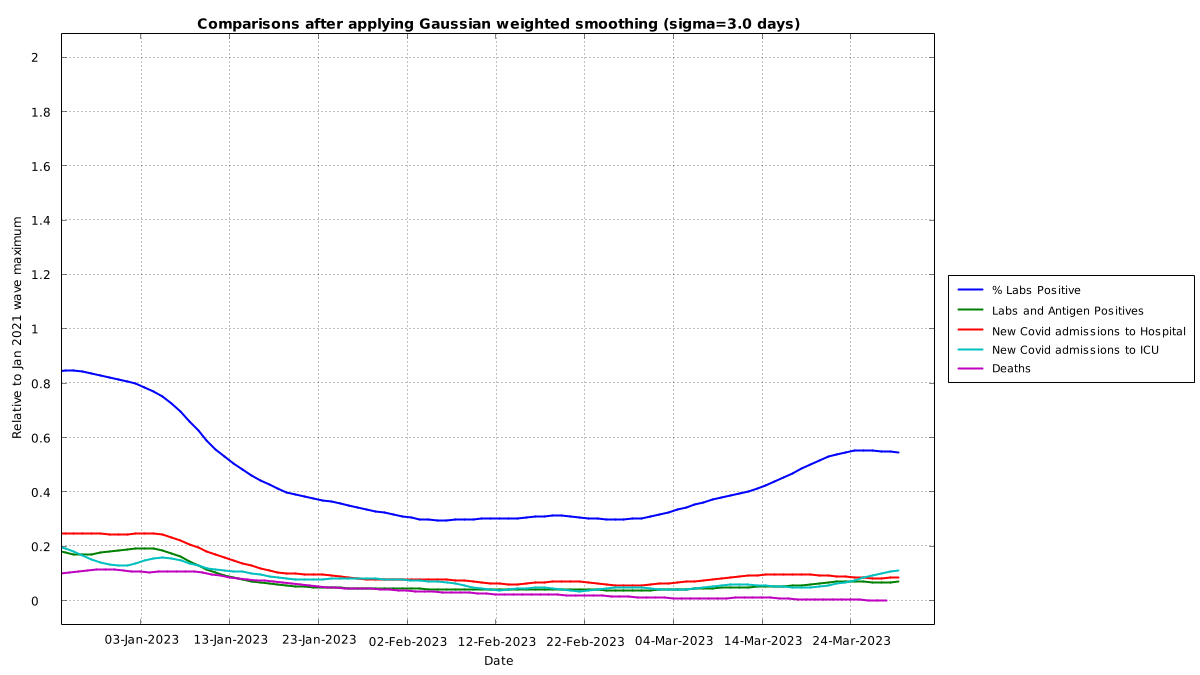 Comparisons after applying Gaussian weighted smoothing (sigma=3.0 days)
Relative to Jan 2021 wave maximum
2
1.8
1.6
1.4
1.2
1
0.8
0.6
0.4
0.2
0
03-Jan-2023 13-Jan-2023 23-Jan-2023 02-Feb-2023 12-Feb-2023 22-Feb-2023 04-Mar-2023 14-Mar-2023 24-Mar-2023
Date
% Labs Positive
Labs and Antigen Positives
New Covid admissions to Hospital
New Covid admissions to ICU
Deaths